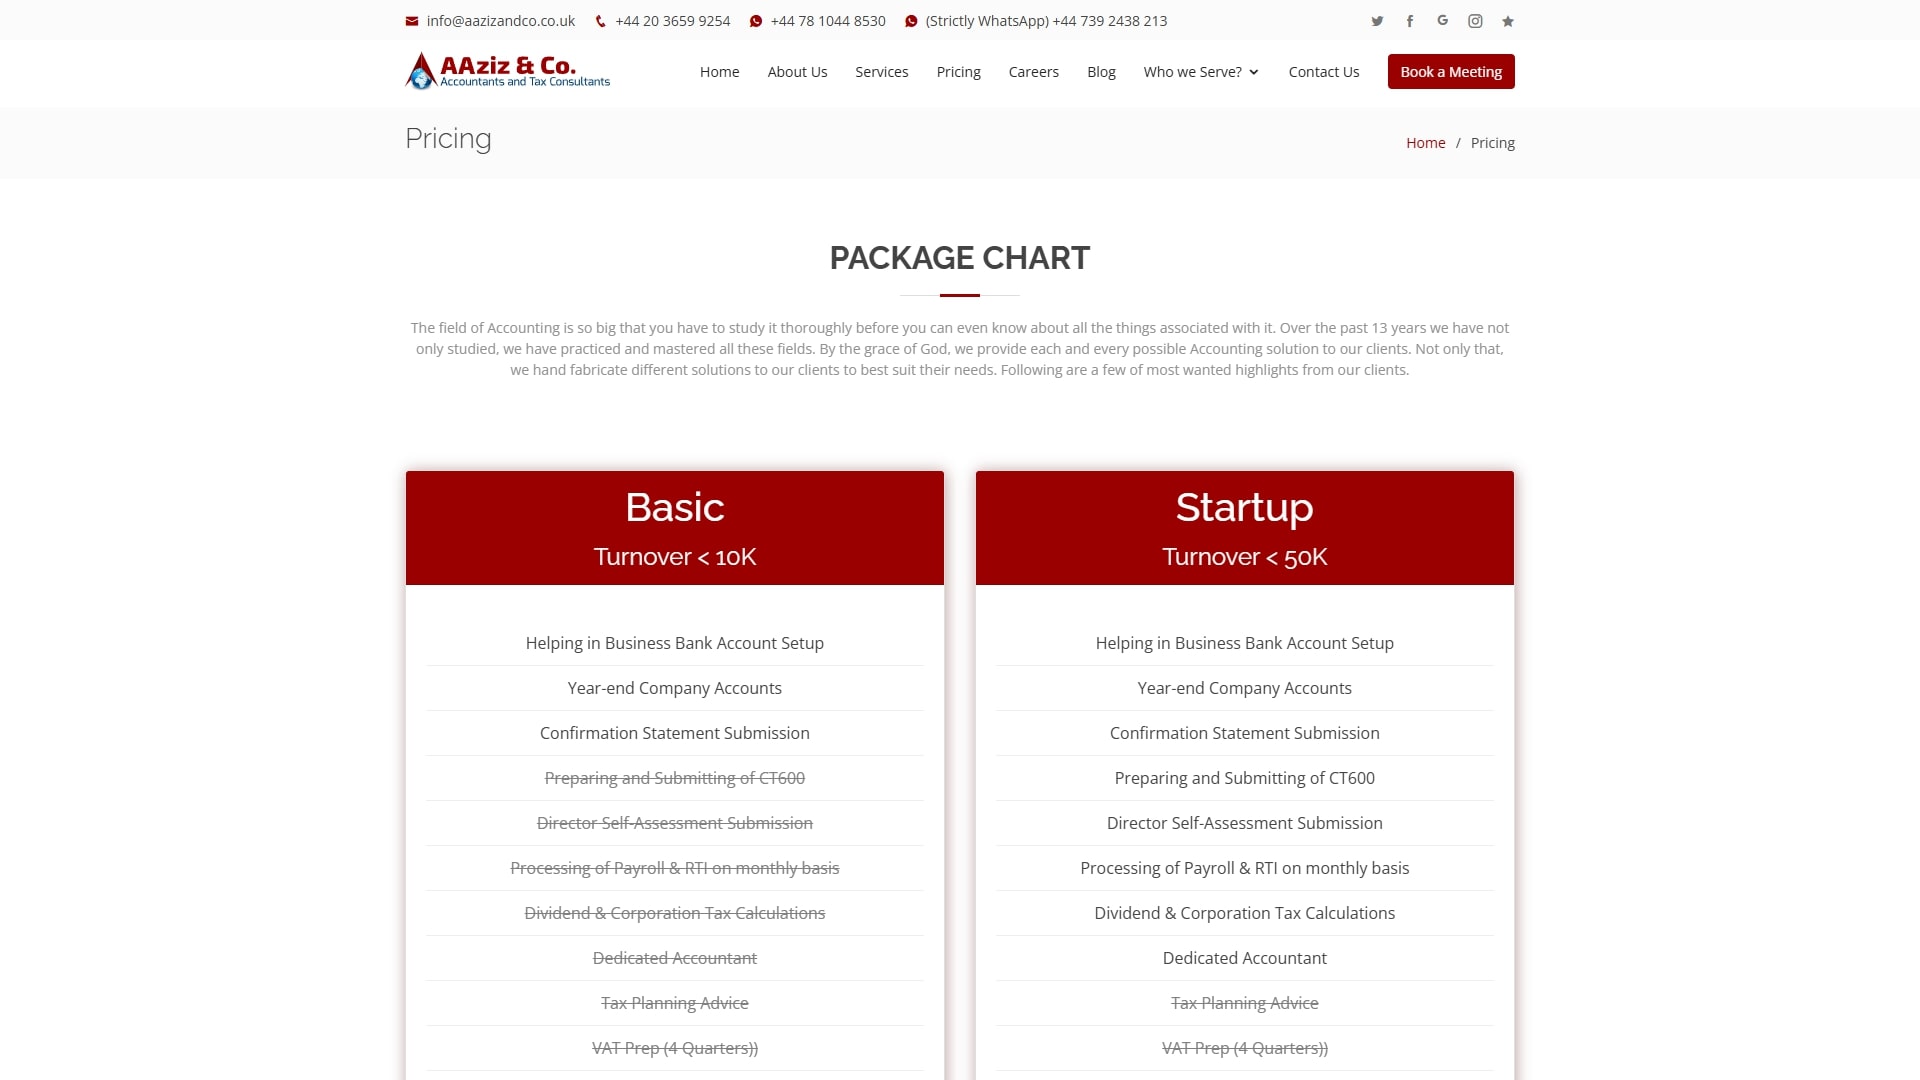 info@aazizandco.co.uk +44 20 3659 9254 +44 78 1044 8530 (Strictly WhatsApp) +44 739 2438 213
AAziz & Co.
Accountants and Tax Consultants
Home About Us Services Pricing Careers Blog Who we Serve? Contact Us Book a Meeting
Pricing
Home / Pricing
PACKAGE CHART
The field of Accounting is so big that you have to study it thoroughly before you can even know about all the things associated with it. Over the past 13 years we have not
only studied, we have practiced and mastered all these fields. By the grace of God, we provide each and every possible Accounting solution to our clients. Not only that,
we hand fabricate different solutions to our clients to best suit their needs. Following are a few of most wanted highlights from our clients.
Basic
Turnover < 10K
Helping in Business Bank Account Setup
Year-end Company Accounts
Confirmation Statement Submission
Preparing and Submitting of CT600
Director Self-Assessment Submission
Processing of Payroll & RTI on monthly basis
Dividend & Corporation Tax Calculations
Dedicated Accountant
Tax Planning Advice
VAT Prep (4 Quarters))
Startup
Turnover < 50K
Helping in Business Bank Account Setup
Year-end Company Accounts
Confirmation Statement Submission
Preparing and Submitting of CT600
Director Self-Assessment Submission
Processing of Payroll & RTI on monthly basis
Dividend & Corporation Tax Calculations
Dedicated Accountant
Tax Planning Advice
VAT Prep (4 Quarters))